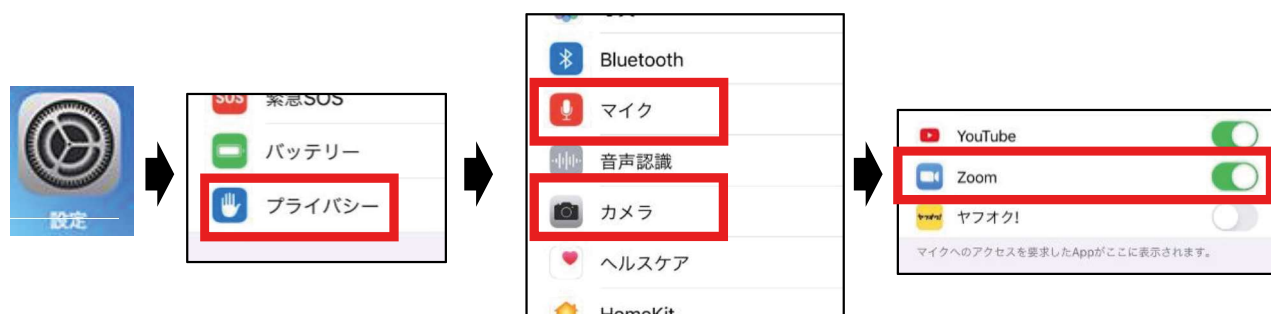 設定
SOS 緊急SOS
バッテリー
プライバシー
Bluetooth
マイク
音声認識
カメラ
ヘルスケア
HomeKit
YouTube
Zoom
ヤフオク!
マイクへのアクセスを要求したAppがここに表示されます。